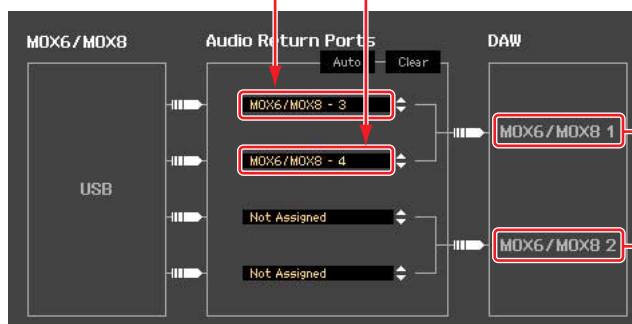 MOX6/MOX8
Audio Return Ports
DAW
Auto
Clear
MOX6/MOX8 - 3
MOX6/MOX8 1
MOX6/MOX8 - 4
USB
Not Assigned
MOX6/MOX8 2
Not Assigned